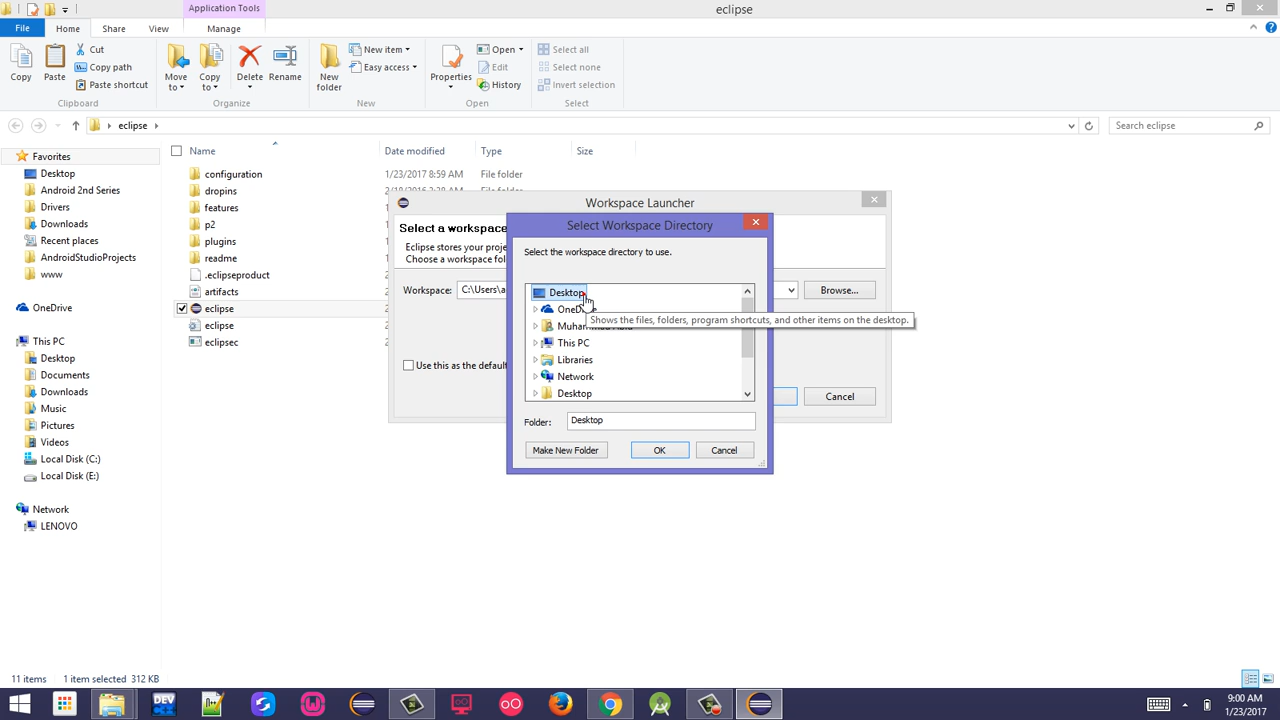 Application Tools
eclipse
File
Home
Share
View
Manage
Copy
Paste
Cut
Copy path
Paste shortcut
Clipboard
Move to
Copy to
Delete
Rename
Organize
New folder
New item
Easy access
New
Properties
Open
Edit
History
Open
Select all
Select none
Invert selection
Select
eclipse
Search eclipse
Favorites
Desktop
Android 2nd Series
Drivers
Downloads
Recent places
AndroidStudioProjects
www
OneDrive
This PC
Desktop
Documents
Downloads
Music
Pictures
Videos
Local Disk (C:)
Local Disk (E:)
Network
LENOVO
Name
Date modified
Type
Size
configuration 1/23/2017 8:59 AM File folder
dropins
features
p2
plugins
readme
.eclipseproduct
artifacts
eclipse
eclipse
eclipsec
Workspace Launcher
Select a workspace
Eclipse stores your proje
Choose a workspace fol
Workspace: C:\Users\a
Browse...
Use this as the default
Cancel
Select Workspace Directory
Select the workspace directory to use.
Desktop
Shows the files, folders, program shortcuts, and other items on the desktop.
This PC
Libraries
Network
Desktop
Folder: Desktop
Make New Folder
OK
Cancel
11 items 1 item selected 312 KB
DEV
9:00 AM
1/23/2017